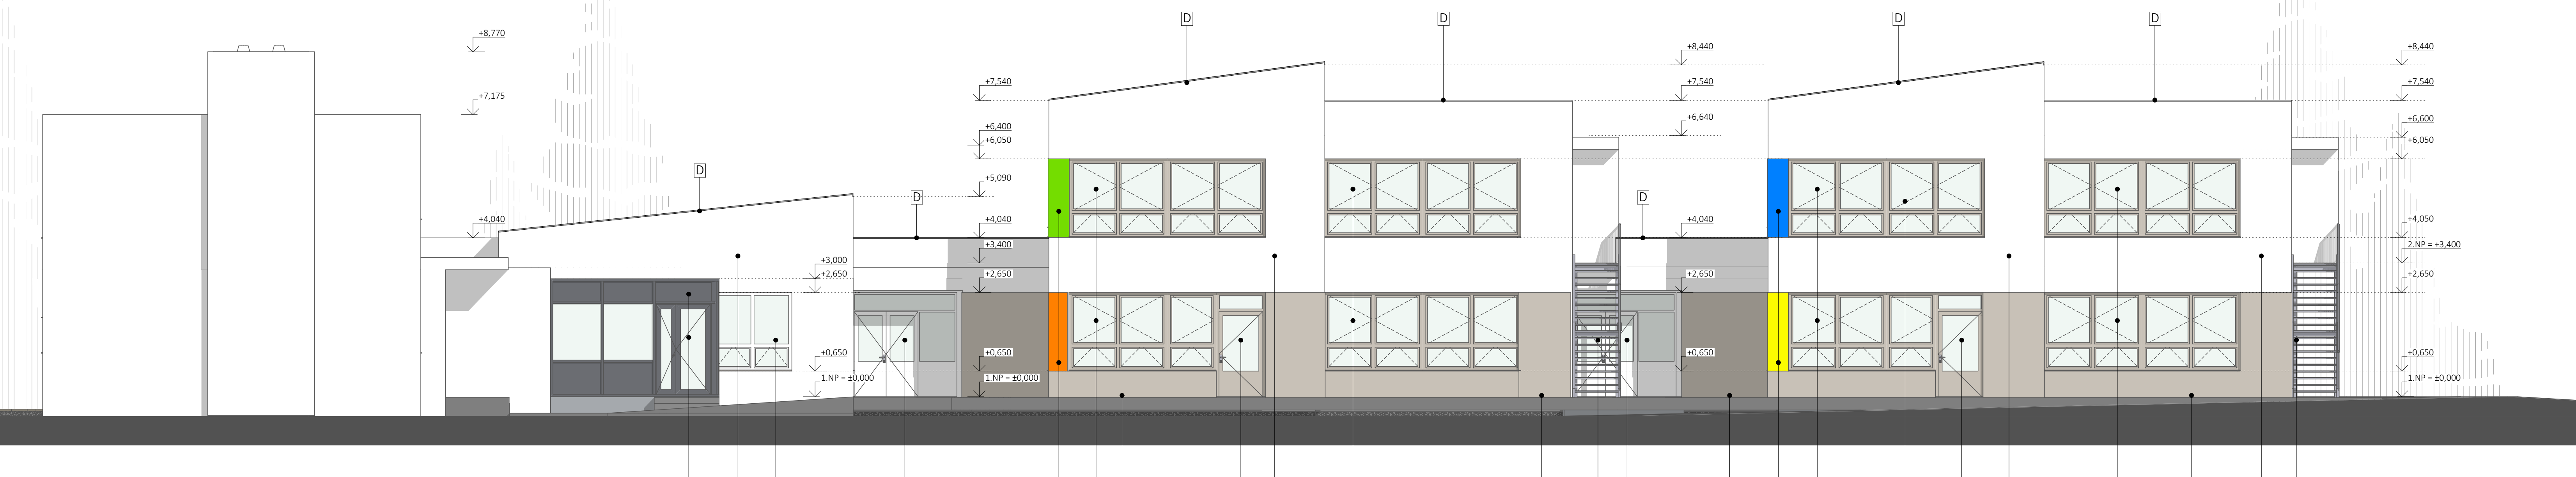 D
D
D
D
+8,770
+8,440
+8,440
+7,540
+7,540
+7,540
+7,175
+6,640
+6,600
+6,400
+6,050
+6,050
D
+5,090
D
D
+4,040
+4,040
+4,040
+4,050
+3,400
2.NP = +3,400
+3,000
+2,650
+2,650
+2,650
+2,650
+0,650
+0,650
+0,650
+0,650
1.NP = ±0,000
1.NP = ±0,000
1.NP = ±0,000